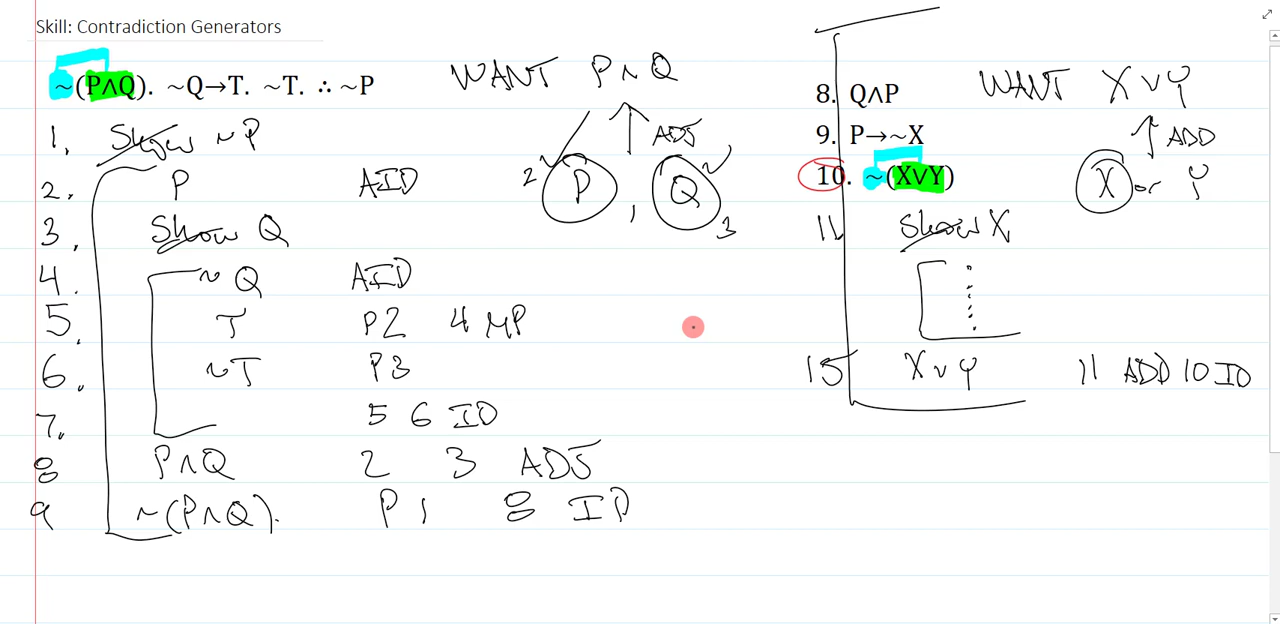 Skill: Contradiction Generators
~(P∧Q). ~Q→T. ~T. ∴ ~P
1. Show ~P
2. P AID
3. Show Q
4. ~Q AID
5. T P2 4 MP
6. ~T P3
7. 5 6 ID
8 P∧Q 2 3 ADJ
9 ~(P∧Q). P1 8 ID
WANT P∧Q
ADJ
2 P , Q 3
8. Q∧P
9. P→~X
10. ~(X∨Y)
11 Show X
15 X∨Y 11 ADD 10 ID
WANT X∨Y
ADD
X or Y